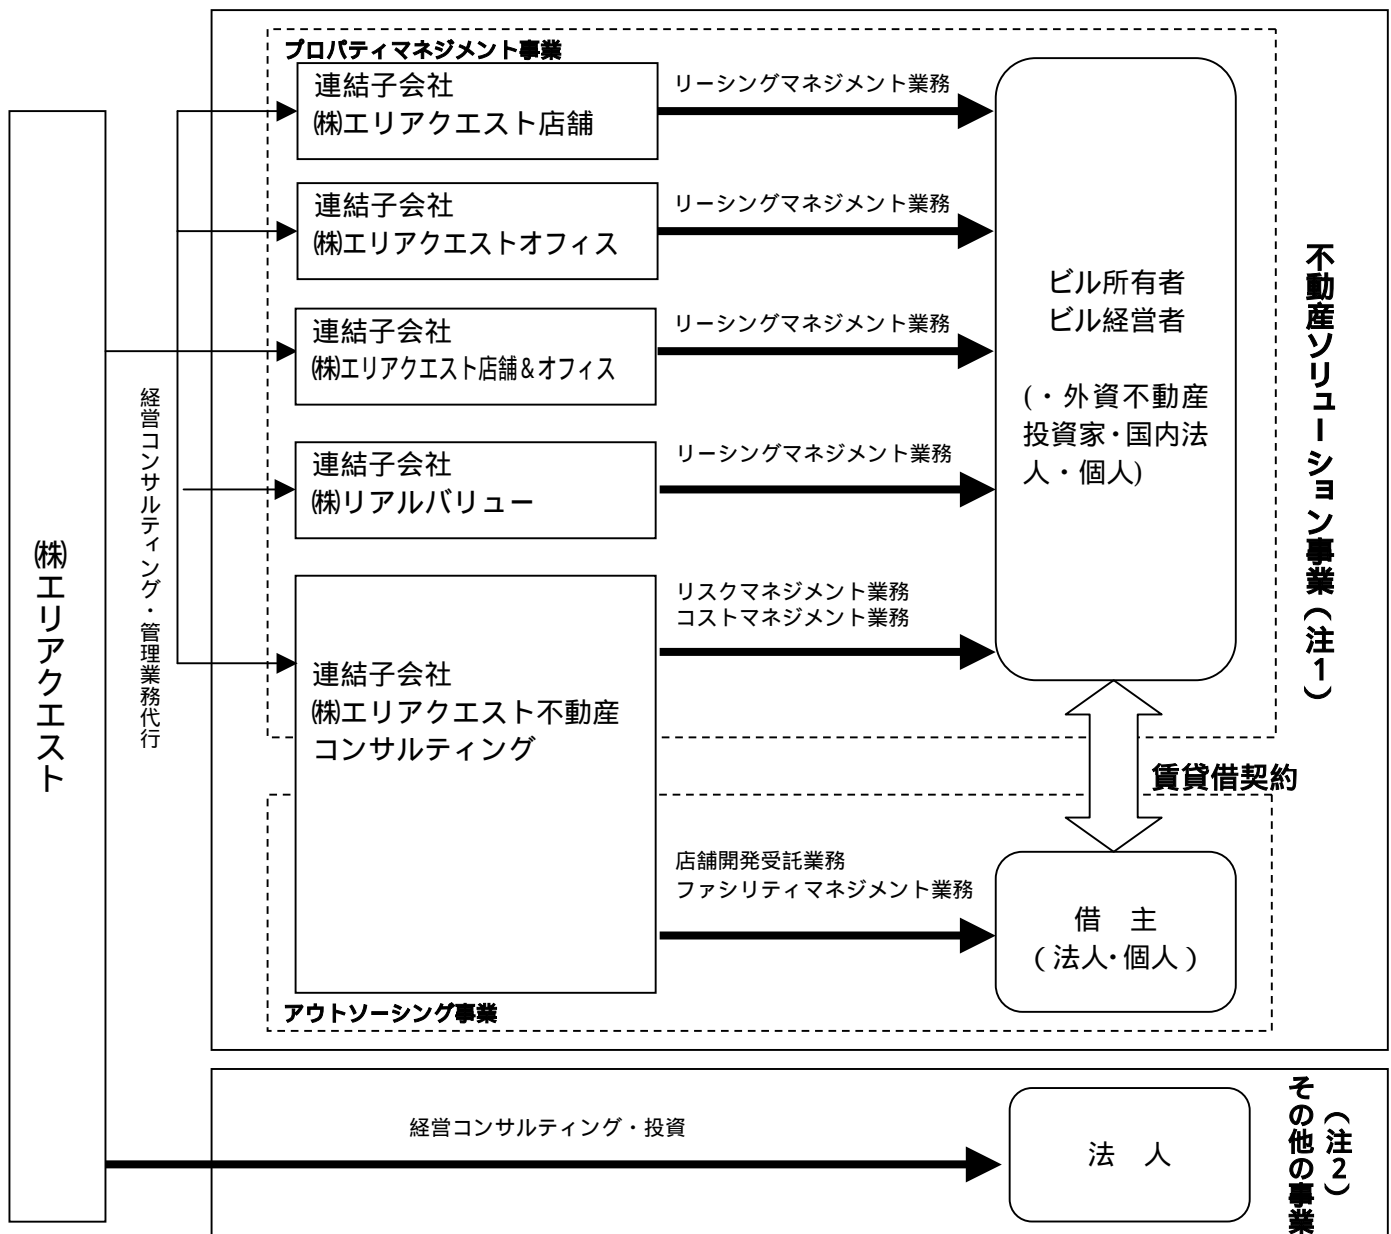 プロパティマネジメント事業
連結子会社
㈱エリアクエスト店舗
リーシングマネジメント業務
連結子会社
㈱エリアクエストオフィス
リーシングマネジメント業務
連結子会社
㈱エリアクエスト店舗＆オフィス
リーシングマネジメント業務
連結子会社
㈱リアルバリュー
リーシングマネジメント業務
連結子会社
㈱エリアクエスト不動産
コンサルティング
リスクマネジメント業務
コストマネジメント業務
ビル所有者
ビル経営者
(・外資不動産
投資家・国内法
人・個人)
不動産ソリューション事業（注１）
㈱エリアクエスト
経営コンサルティング・管理業務代行
賃貸借契約
店舗開発受託業務
ファシリティマネジメント業務
借　主
（法人・個人）
アウトソーシング事業
経営コンサルティング・投資
法　人
（注２）
その他の事業